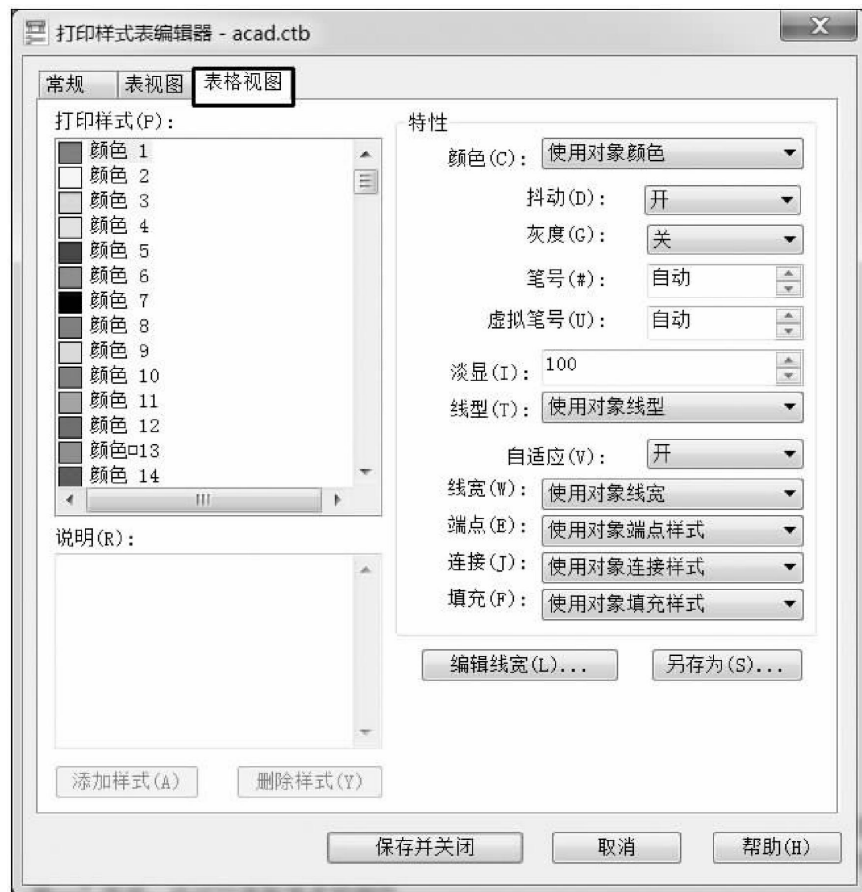 打印样式表编辑器 - acad.ctb
常规 表视图 表格视图
打印样式(P):
颜色 1
颜色 2
颜色 3
颜色 4
颜色 5
颜色 6
颜色 7
颜色 8
颜色 9
颜色 10
颜色 11
颜色 12
颜色□13
颜色 14
说明(R):
添加样式(A) 删除样式(Y)
特性
颜色(C): 使用对象颜色
抖动(D): 开
灰度(G): 关
笔号(#): 自动
虚拟笔号(U): 自动
淡显(I): 100
线型(T): 使用对象线型
自适应(V): 开
线宽(W): 使用对象线宽
端点(E): 使用对象端点样式
连接(J): 使用对象连接样式
填充(F): 使用对象填充样式
编辑线宽(L)... 另存为(S)...
保存并关闭 取消 帮助(H)